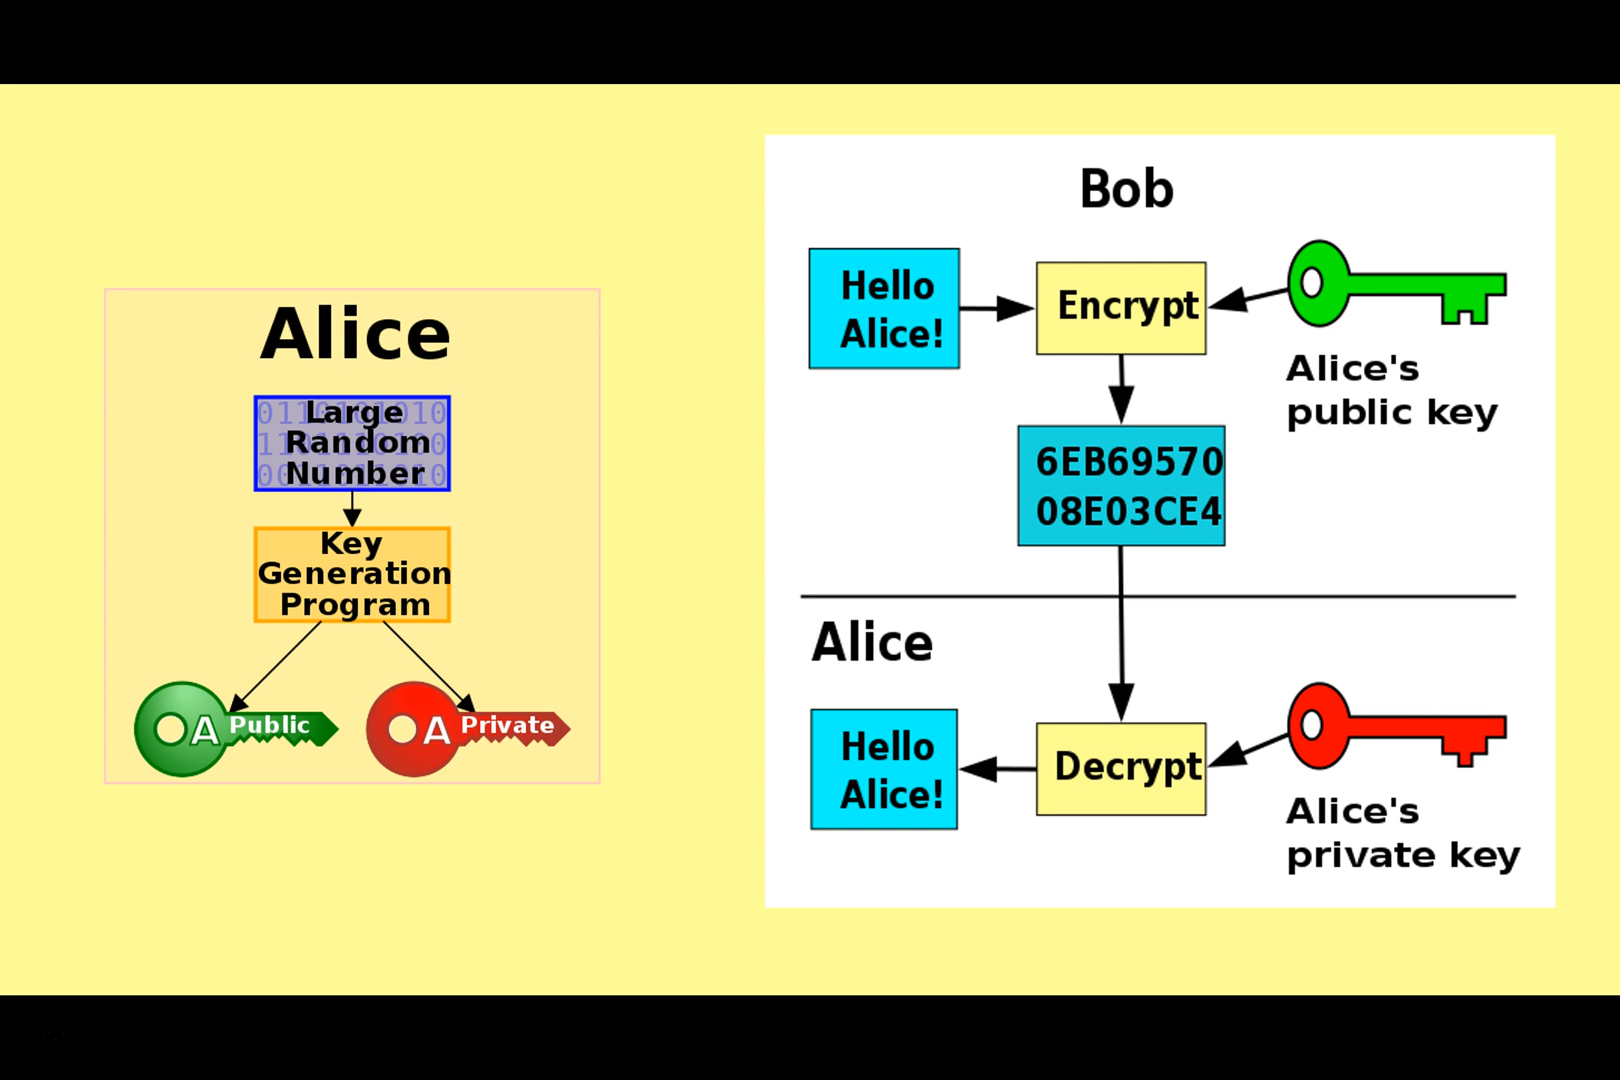 Alice
Large
Random
Number
Key
Generation
Program
A Public
A Private
Bob
Hello
Alice!
Encrypt
Alice's
public key
6EB69570
08E03CE4
Alice
Hello
Alice!
Decrypt
Alice's
private key